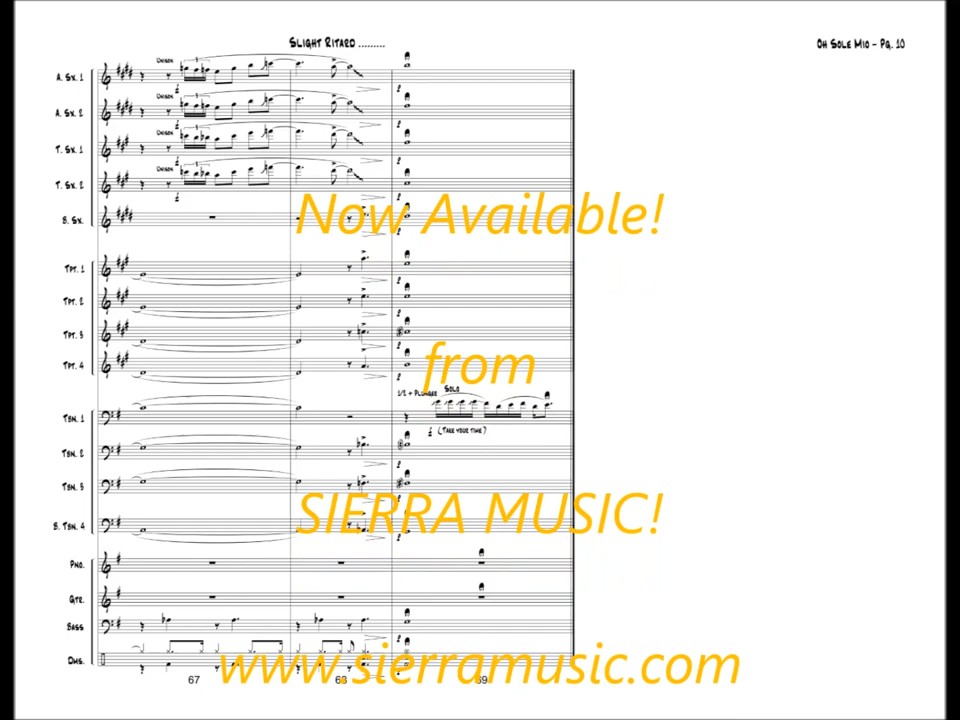 Slight Ritard .........
Oh Sole Mio – Pg. 10
Unison
A. Sx. 1
Unison
A. Sx. 2
Unison
T. Sx. 1
Unison
T. Sx. 2
Now Available!
B. Sx.
Tpt. 1
Tpt. 2
Tpt. 3
Tpt. 4
from
1/2 + Plunger Solo
Tbn. 1
(Take your time)
Tbn. 2
Tbn. 3
SIERRA MUSIC!
B. Tbn. 4
Pno.
Gtr.
Bass
Dms.
www.sierramusic.com
67 68 69